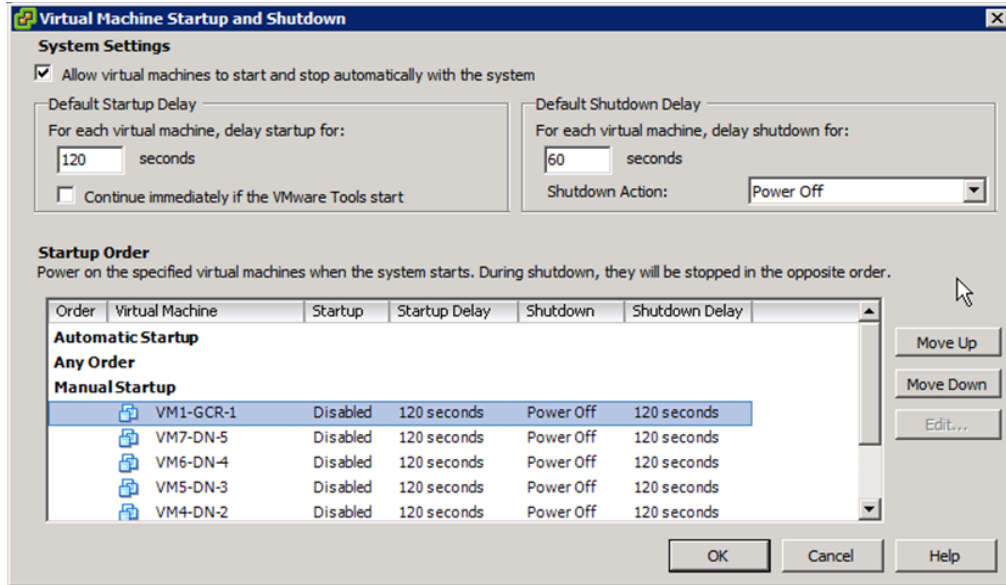 Virtual Machine Startup and Shutdown
System Settings
Allow virtual machines to start and stop automatically with the system
Default Startup Delay
For each virtual machine, delay startup for:
120 seconds
Continue immediately if the VMware Tools start
Default Shutdown Delay
For each virtual machine, delay shutdown for:
60 seconds
Shutdown Action: Power Off
Startup Order
Power on the specified virtual machines when the system starts. During shutdown, they will be stopped in the opposite order.
Order Virtual Machine Startup Startup Delay Shutdown Shutdown Delay
Automatic Startup
Any Order
Manual Startup
VM1-GCR-1 Disabled 120 seconds Power Off 120 seconds
VM7-DN-5 Disabled 120 seconds Power Off 120 seconds
VM6-DN-4 Disabled 120 seconds Power Off 120 seconds
VM5-DN-3 Disabled 120 seconds Power Off 120 seconds
VM4-DN-2 Disabled 120 seconds Power Off 120 seconds
Move Up
Move Down
Edit...
OK Cancel Help